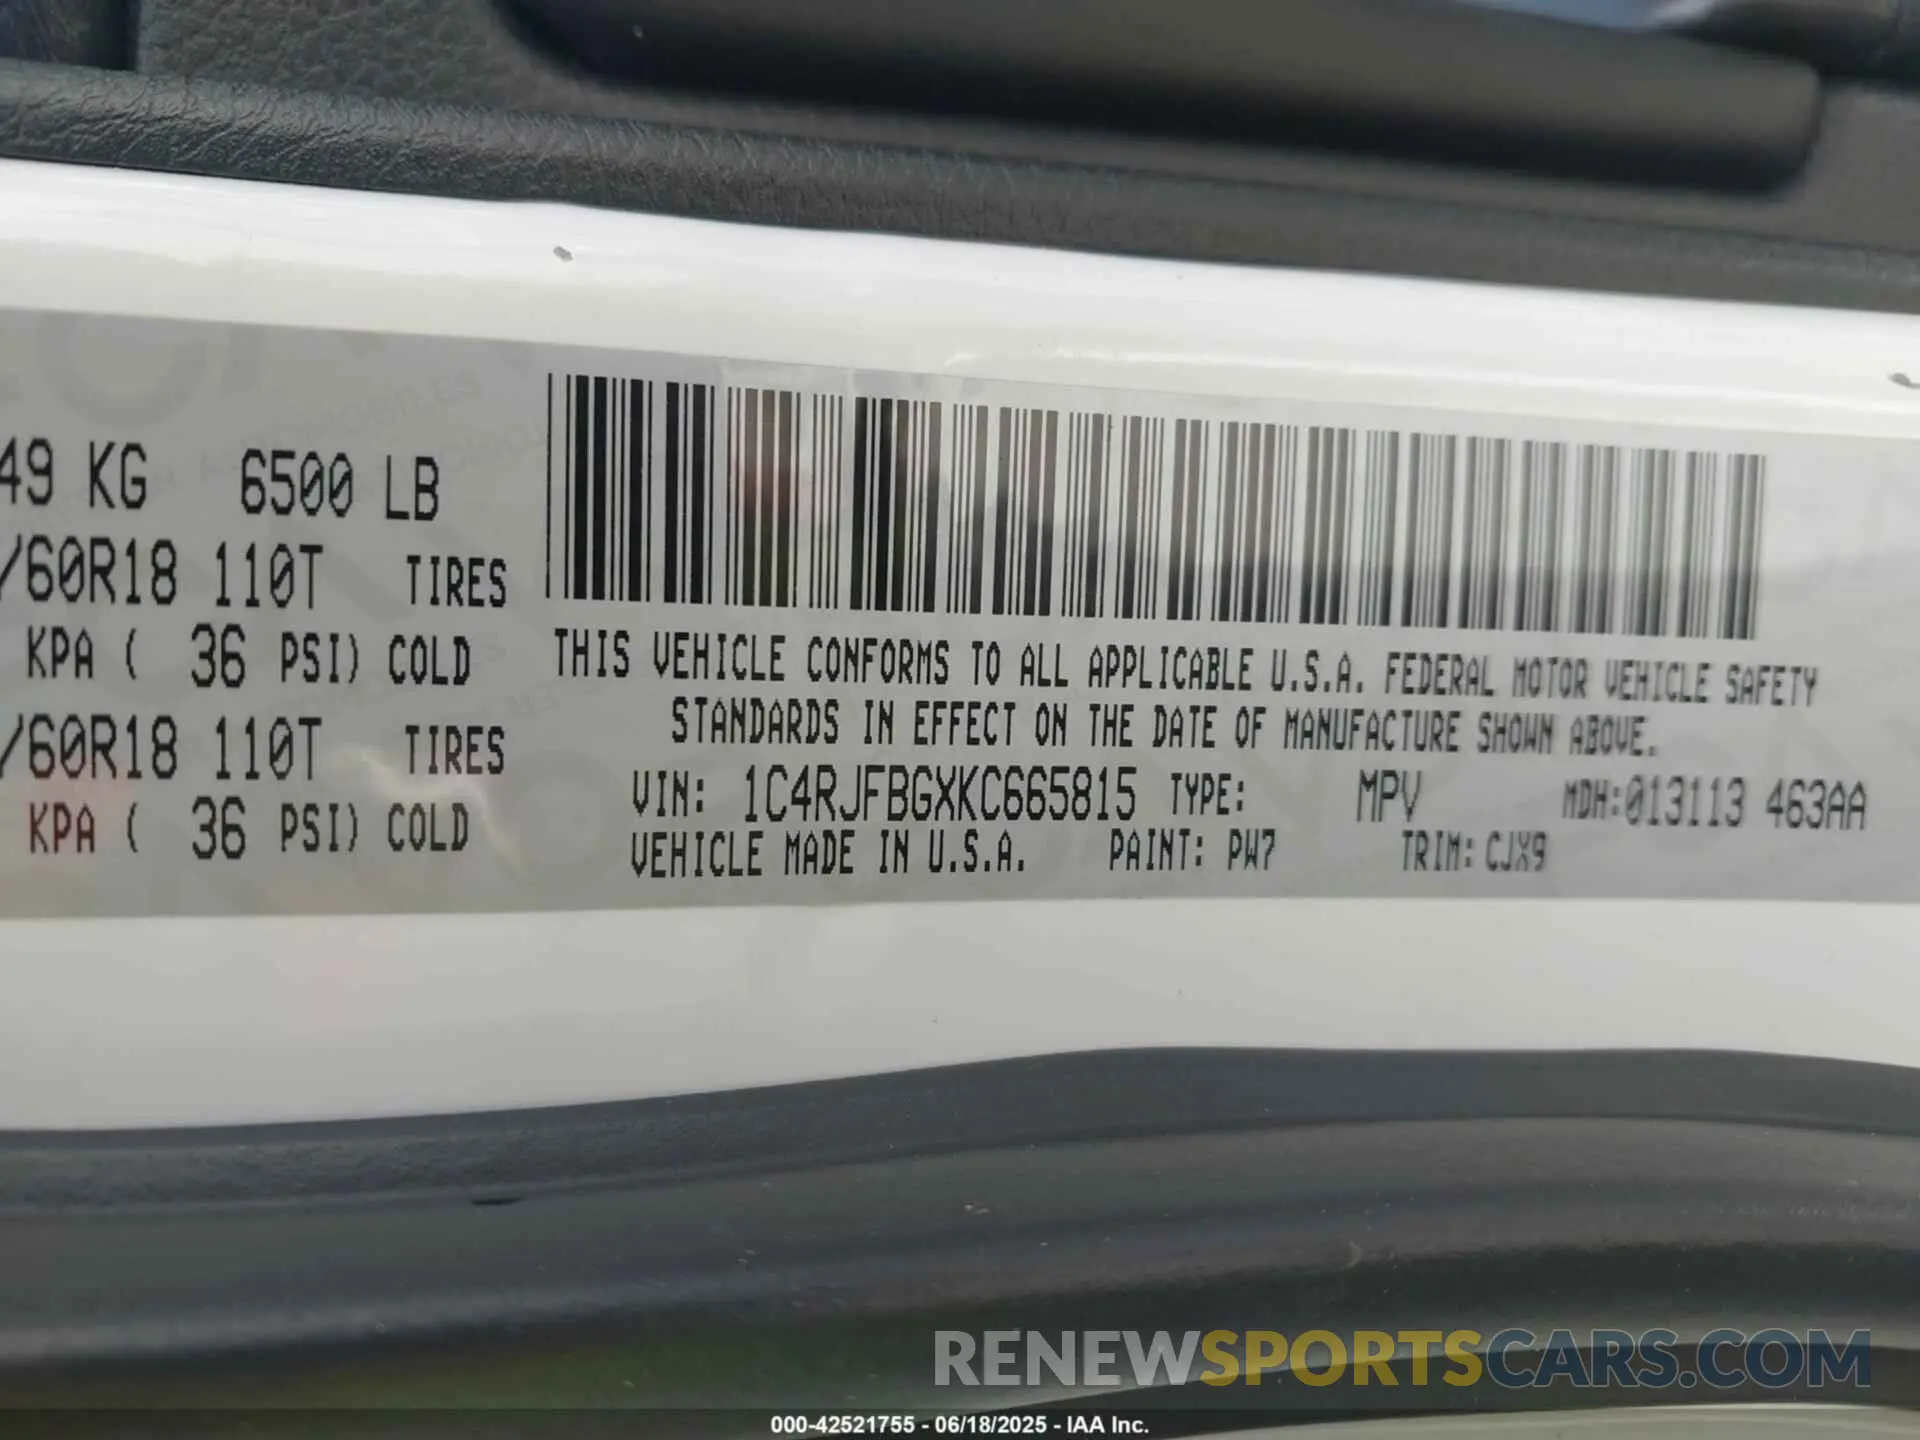 49 KG 6500 LB
/60R18 110T TIRES
KPA ( 36 PSI) COLD
/60R18 110T TIRES
KPA ( 36 PSI) COLD
THIS VEHICLE CONFORMS TO ALL APPLICABLE U.S.A. FEDERAL MOTOR VEHICLE SAFETY
STANDARDS IN EFFECT ON THE DATE OF MANUFACTURE SHOWN ABOVE.
VIN: 1C4RJFBGXKC665815 TYPE: MPV MDH:013113 463AA
VEHICLE MADE IN U.S.A. PAINT: PW7 TRIM: CJX9
RENEWSPORTSCARS.COM
000-42521755 - 06/18/2025 - IAA Inc.